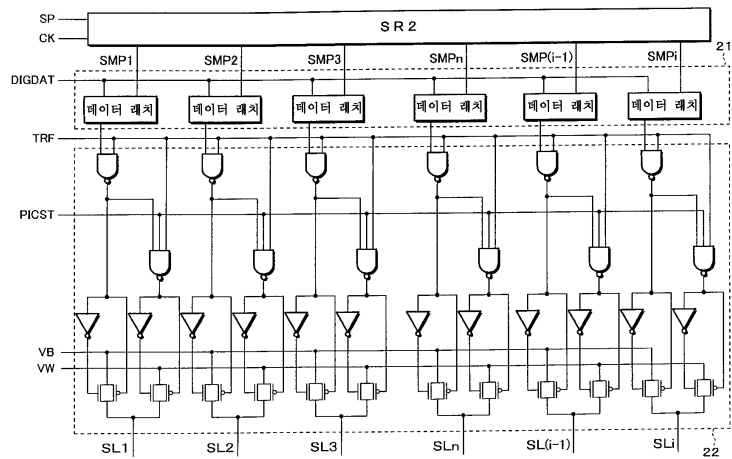 SP
SR2
CK
SMP1 SMP2 SMP3 SMPn SMP(i-1) SMPi
21
DIGDAT
데이터 래치 데이터 래치 데이터 래치 데이터 래치 데이터 래치 데이터 래치
TRF
PICST
VB
VW
SL1 SL2 SL3 SLn SL(i-1) SLi
22